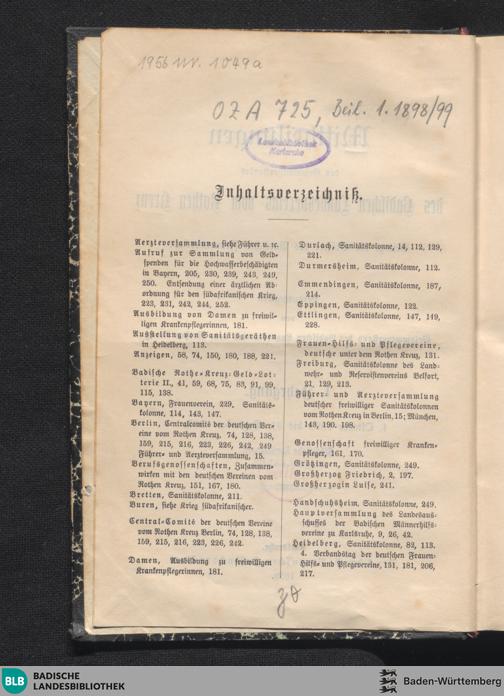 1956 Nr. 1049a
OZA 725, Beil. 1. 1898/99
Landesbibliothek
Karlsruhe
Inhaltsverzeichniß.
Aerzteversammlung, siehe Führer u. ꝛc.
Aufruf zur Sammlung von Geld-
spenden für die Hochwasserbeschädigten
in Bayern, 205, 230, 239, 243, 249,
250. Entsendung einer ärztlichen Ab-
ordnung für den südafrikanischen Krieg,
223, 231, 242, 244, 252.
Ausbildung von Damen zu freiwil-
ligen Krankenpflegerinnen, 181.
Ausstellung von Sanitätsgeräthen
in Heidelberg, 113.
Anzeigen, 58, 74, 150, 180, 188, 221.
Badische Rothe-Kreuz-Geld-Lot-
terie II., 41, 59, 68, 75, 83, 91, 99,
115, 138.
Bayern, Frauenverein, 229, Sanitäts-
kolonne, 114, 143, 147.
Berlin, Centralcomités der deutschen Ver-
eine vom Rothen Kreuz, 74, 128, 138,
159, 215, 216, 223, 226, 242, 249
Führer- und Aerzteversammlung, 15.
Berufsgenossenschaften, Zusammen-
wirken mit den deutschen Vereinen vom
Rothen Kreuz, 151, 167, 180.
Bretten, Sanitätskolonne, 211.
Buren, siehe Krieg südafrikanischer.
Central-Comité der deutschen Vereine
vom Rothen Kreuz Berlin, 74, 128, 138,
159, 215, 216, 223, 226, 242.
Damen, Ausbildung zu freiwilligen
Krankenpflegerinnen, 181.
Durlach, Sanitätskolonne, 14, 112, 129,
221.
Durmersheim, Sanitätskolonne, 112.
Emmendingen, Sanitätskolonne, 187,
214.
Eppingen, Sanitätskolonne, 122.
Ettlingen, Sanitätskolonne, 147, 149,
228.
Frauen-Hilfs- und Pflegevereine,
deutsche unter dem Rothen Kreuz, 131.
Freiburg, Sanitätskolonne des Land-
wehr- und Reservistenvereins Belfort,
21, 129, 213.
Führer und Aerzteversammlung
deutscher freiwilliger Sanitätskolonnen
vom Rothen Kreuz in Berlin, 15; München,
143, 190, 198.
Genossenschaft freiwilliger Kranken-
pfleger, 161, 170.
Grötzingen, Sanitätskolonne, 249.
Großherzog Friedrich, 2, 197.
Großherzogin Luise, 241.
Handschuhsheim, Sanitätskolonne, 249.
Hauptversammlung des Landesaus-
schusses der Badischen Männerhilfs-
vereine zu Karlsruhe, 9, 26, 42.
Heidelberg, Sanitätskolonne, 82, 113.
4. Verbandstag der deutschen Frauen-
Hilfs- und Pflegevereine, 131, 181, 206,
217.
BLB
BADISCHE
LANDESBIBLIOTHEK
Baden-Württemberg